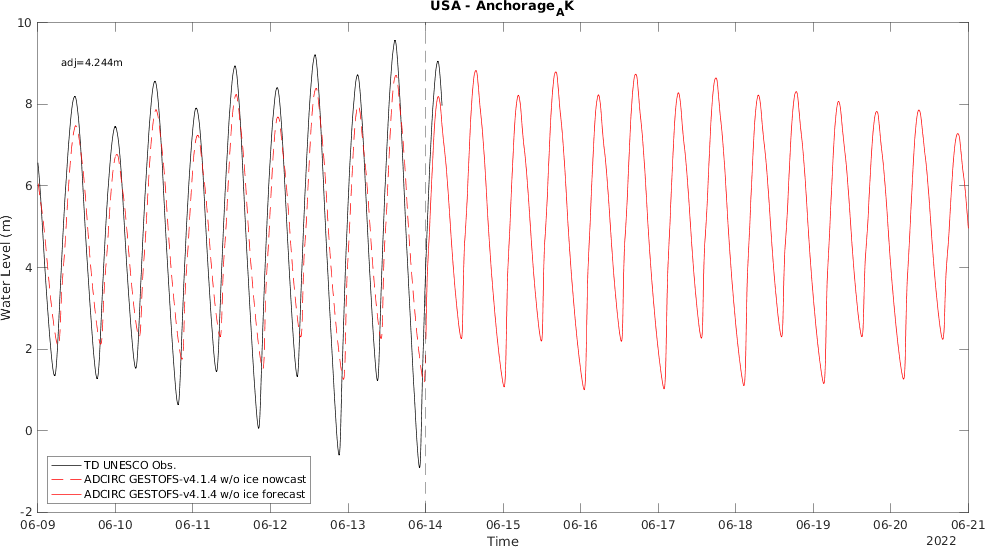 USA - Anchorage_AK
adj=4.244m
10
8
6
4
2
0
-2
Water Level (m)
TD UNESCO Obs.
ADCIRC GESTOFS-v4.1.4 w/o ice nowcast
ADCIRC GESTOFS-v4.1.4 w/o ice forecast
06-09 06-10 06-11 06-12 06-13 06-14 06-15 06-16 06-17 06-18 06-19 06-20 06-21
Time
2022